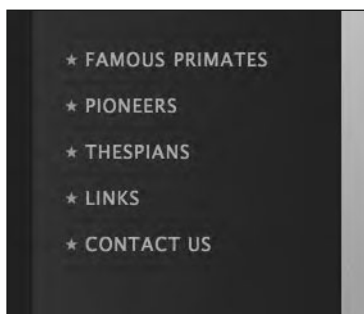 ★ FAMOUS PRIMATES
★ PIONEERS
★ THESPIANS
★ LINKS
★ CONTACT US